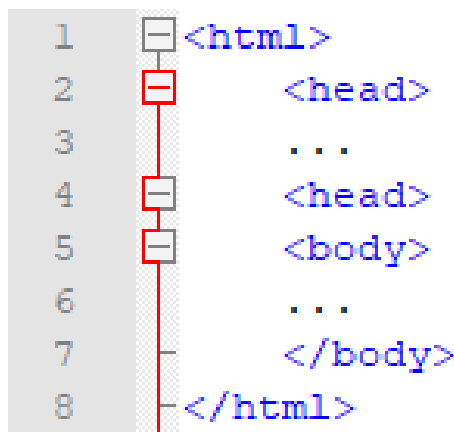 1 <html>
2 <head>
3 ...
4 <head>
5 <body>
6 ...
7 </body>
8 </html>